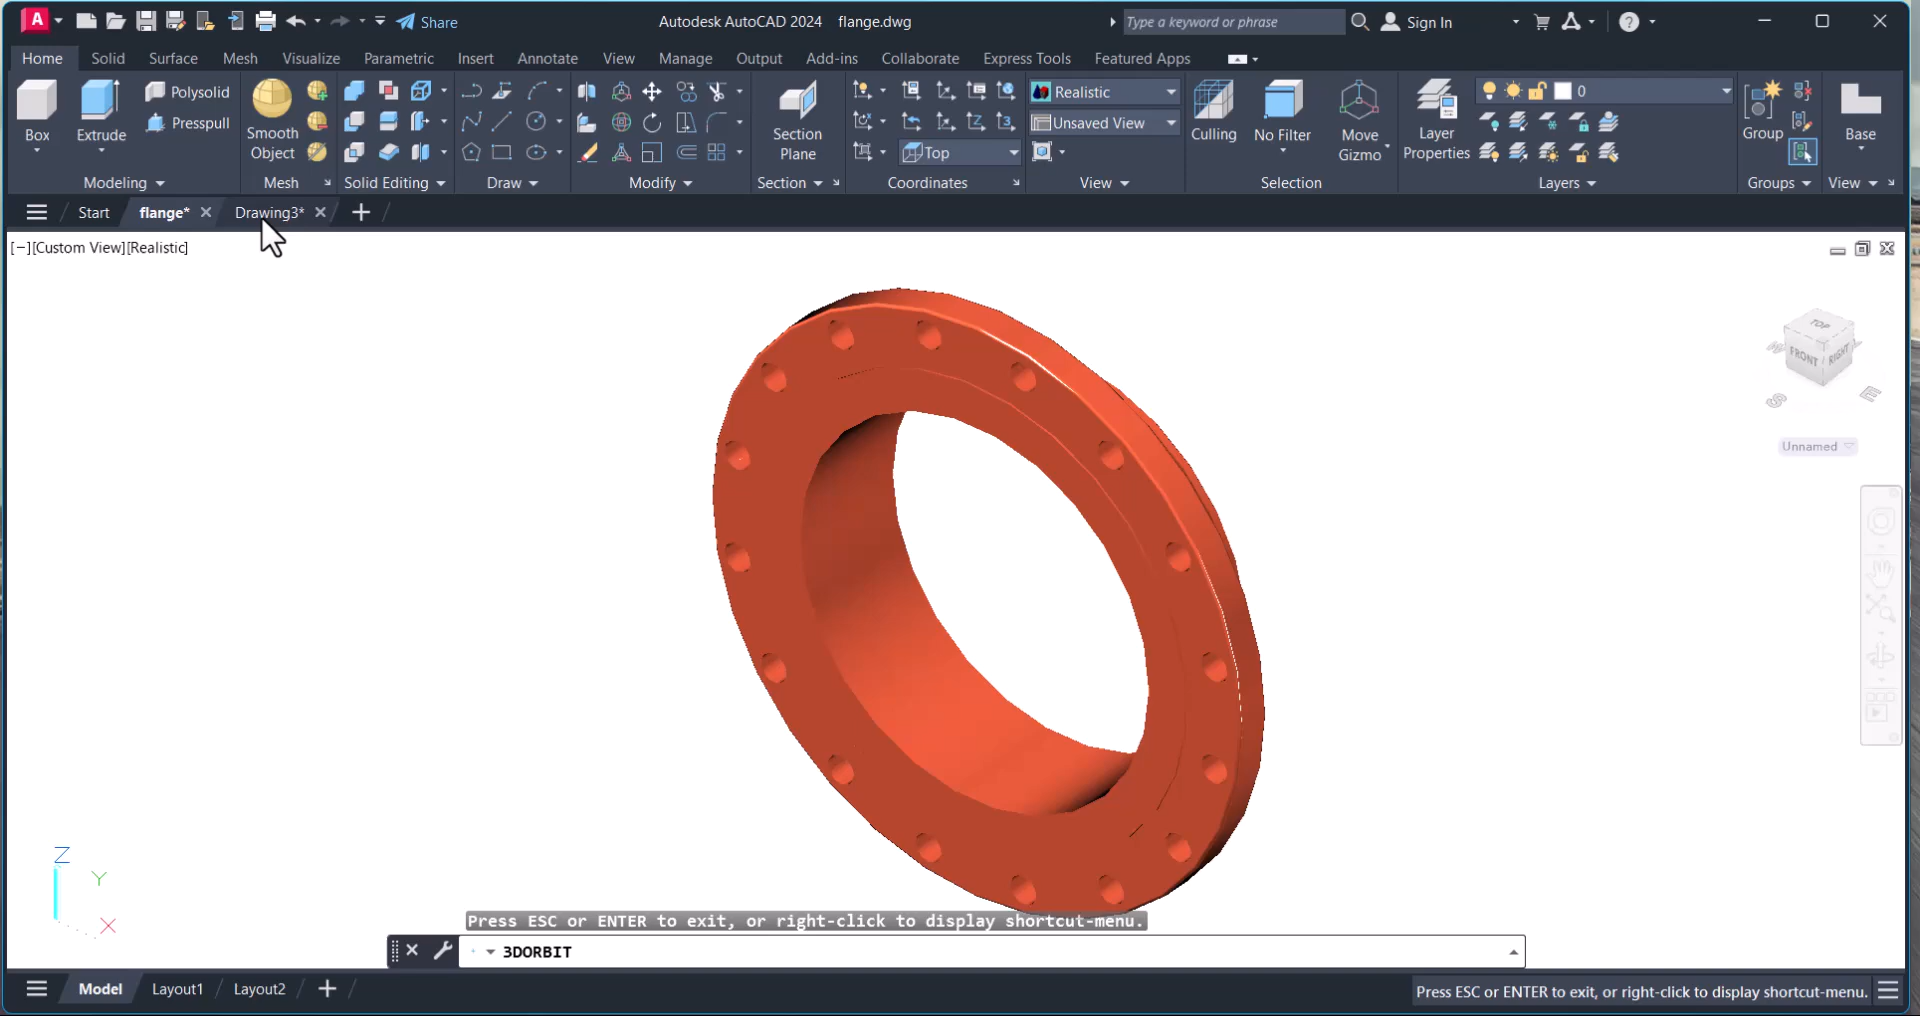 A Share Autodesk AutoCAD 2024 flange.dwg Type a keyword or phrase Sign In
Home Solid Surface Mesh Visualize Parametric Insert Annotate View Manage Output Add-ins Collaborate Express Tools Featured Apps
Box
Extrude
Polysolid
Presspull
Smooth
Object
Section
Plane
Top
Realistic
Unsaved View
Culling
No Filter
Move
Gizmo
Layer
Properties
0
Group
Base
Modeling Mesh Solid Editing Draw Modify Section Coordinates View Selection Layers Groups View
Start flange* Drawing3*
[−][Custom View][Realistic]
TOP
FRONT RIGHT
S E
Unnamed
Z
Y
X
Press ESC or ENTER to exit, or right-click to display shortcut-menu.
3DORBIT
Model Layout1 Layout2
Press ESC or ENTER to exit, or right-click to display shortcut-menu.